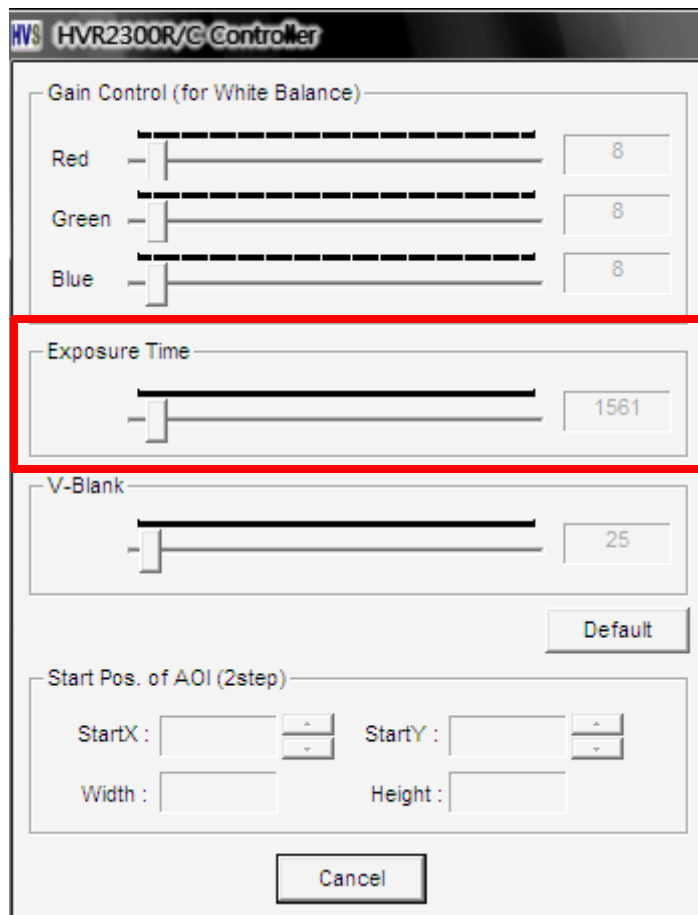 HVS HVR2300R/C Controller
Gain Control (for White Balance)
Red 8
Green 8
Blue 8
Exposure Time
1561
V-Blank
25
Default
Start Pos. of AOI (2step)
StartX : StartY :
Width : Height :
Cancel